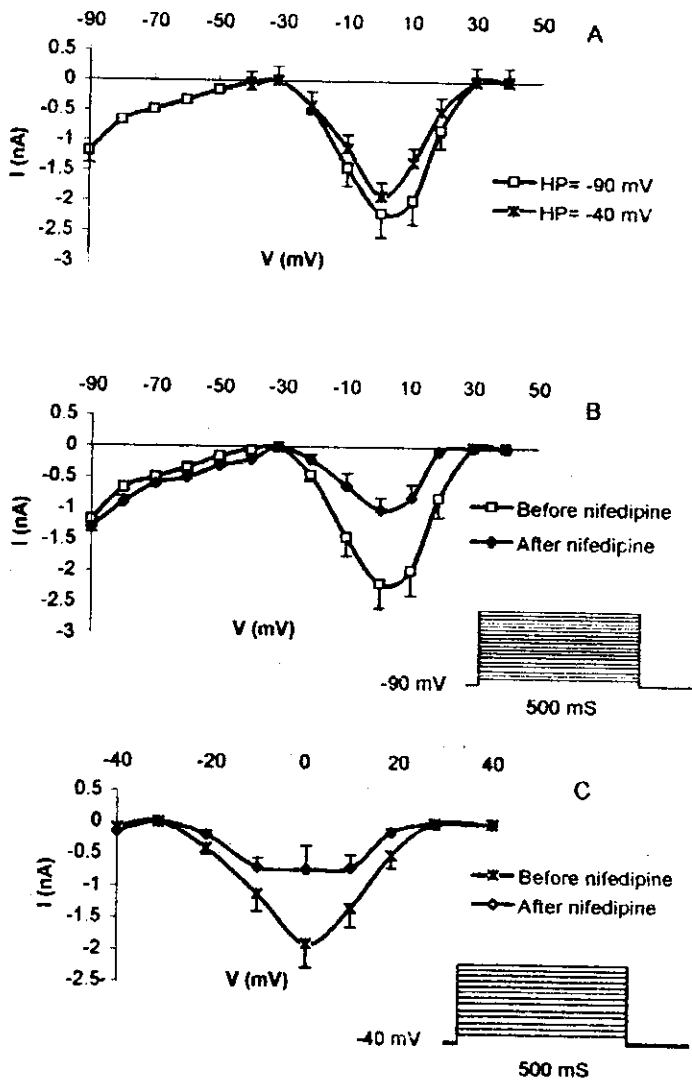 -90 -70 -50 -30 -10 10 30 50
A
0.5
0
-0.5
-1
-1.5
-2
-2.5
-3
I (nA)
V (mV)
HP= -90 mV
HP= -40 mV
-90 -70 -50 -30 -10 10 30 50
B
0.5
0
-0.5
-1
-1.5
-2
-2.5
-3
I (nA)
V (mV)
Before nifedipine
After nifedipine
-90 mV
500 mS
-40 -20 0 20 40
C
0.5
0
-0.5
-1
-1.5
-2
-2.5
I (nA)
V (mV)
Before nifedipine
After nifedipine
-40 mV
500 mS